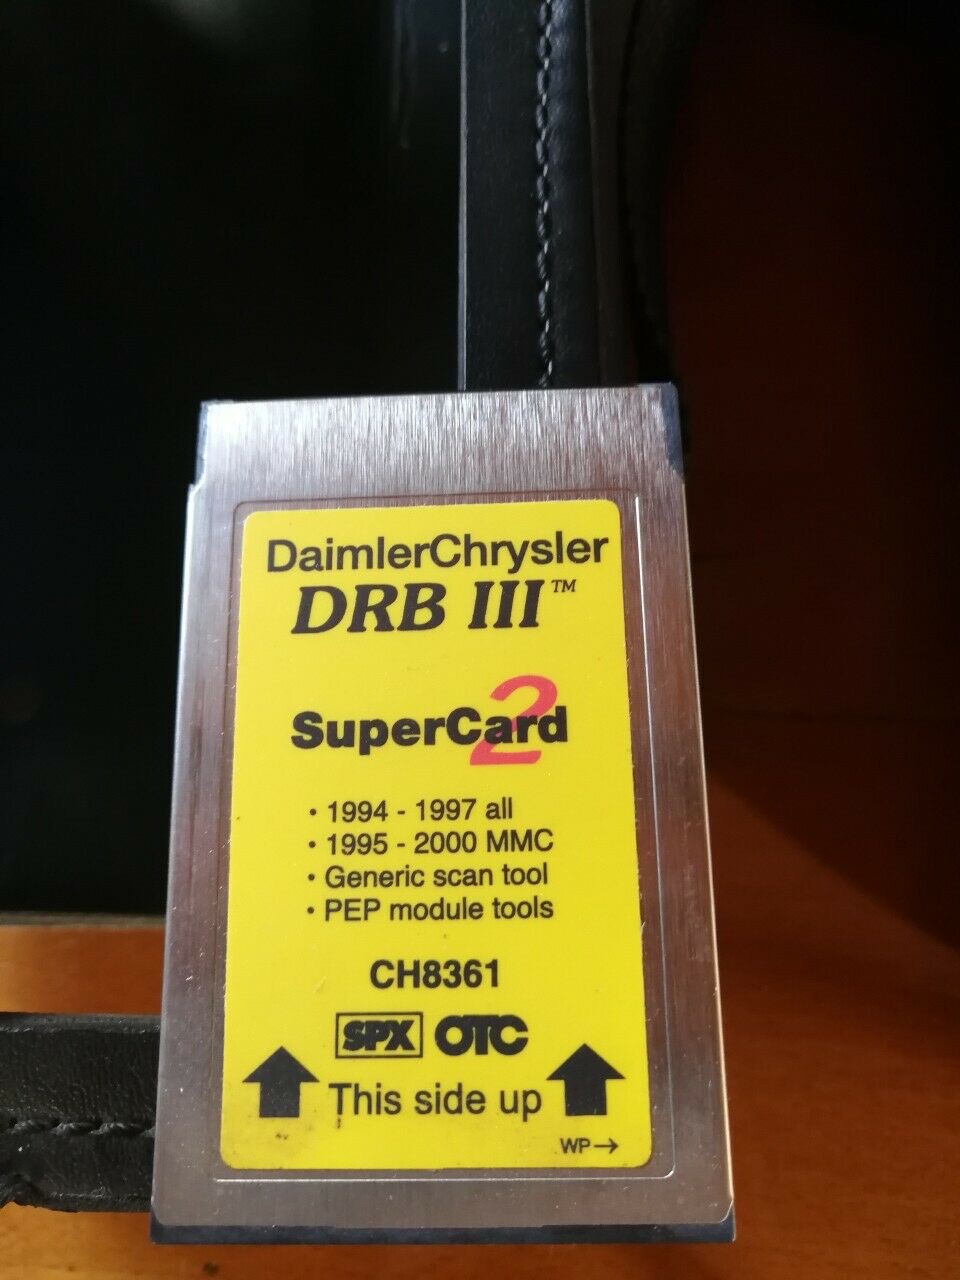 DaimlerChrysler
DRB III™
SuperCard 2
• 1994 - 1997 all
• 1995 - 2000 MMC
• Generic scan tool
• PEP module tools
CH8361
SPX OTC
This side up
WP→